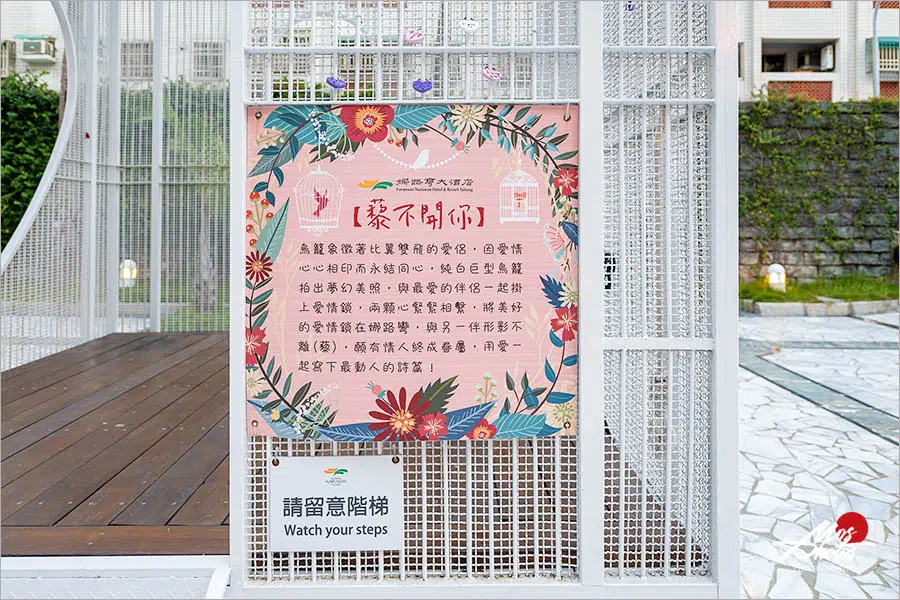 娜路彎大酒店
Formosan Naruwan Hotel & Resort Taitung
【藜不開你】
鳥籠象徵著比翼雙飛的愛侶，因愛情
心心相印而永結同心，純白巨型鳥籠
拍出夢幻美照，與最愛的伴侶一起掛
上愛情鎖，兩顆心緊緊相繫，將美好
的愛情鎖在娜路彎，與另一伴形影不
離(藜)，願有情人終成眷屬，用愛一
起寫下最動人的詩篇！
NARUWAN
請留意階梯
Watch your steps